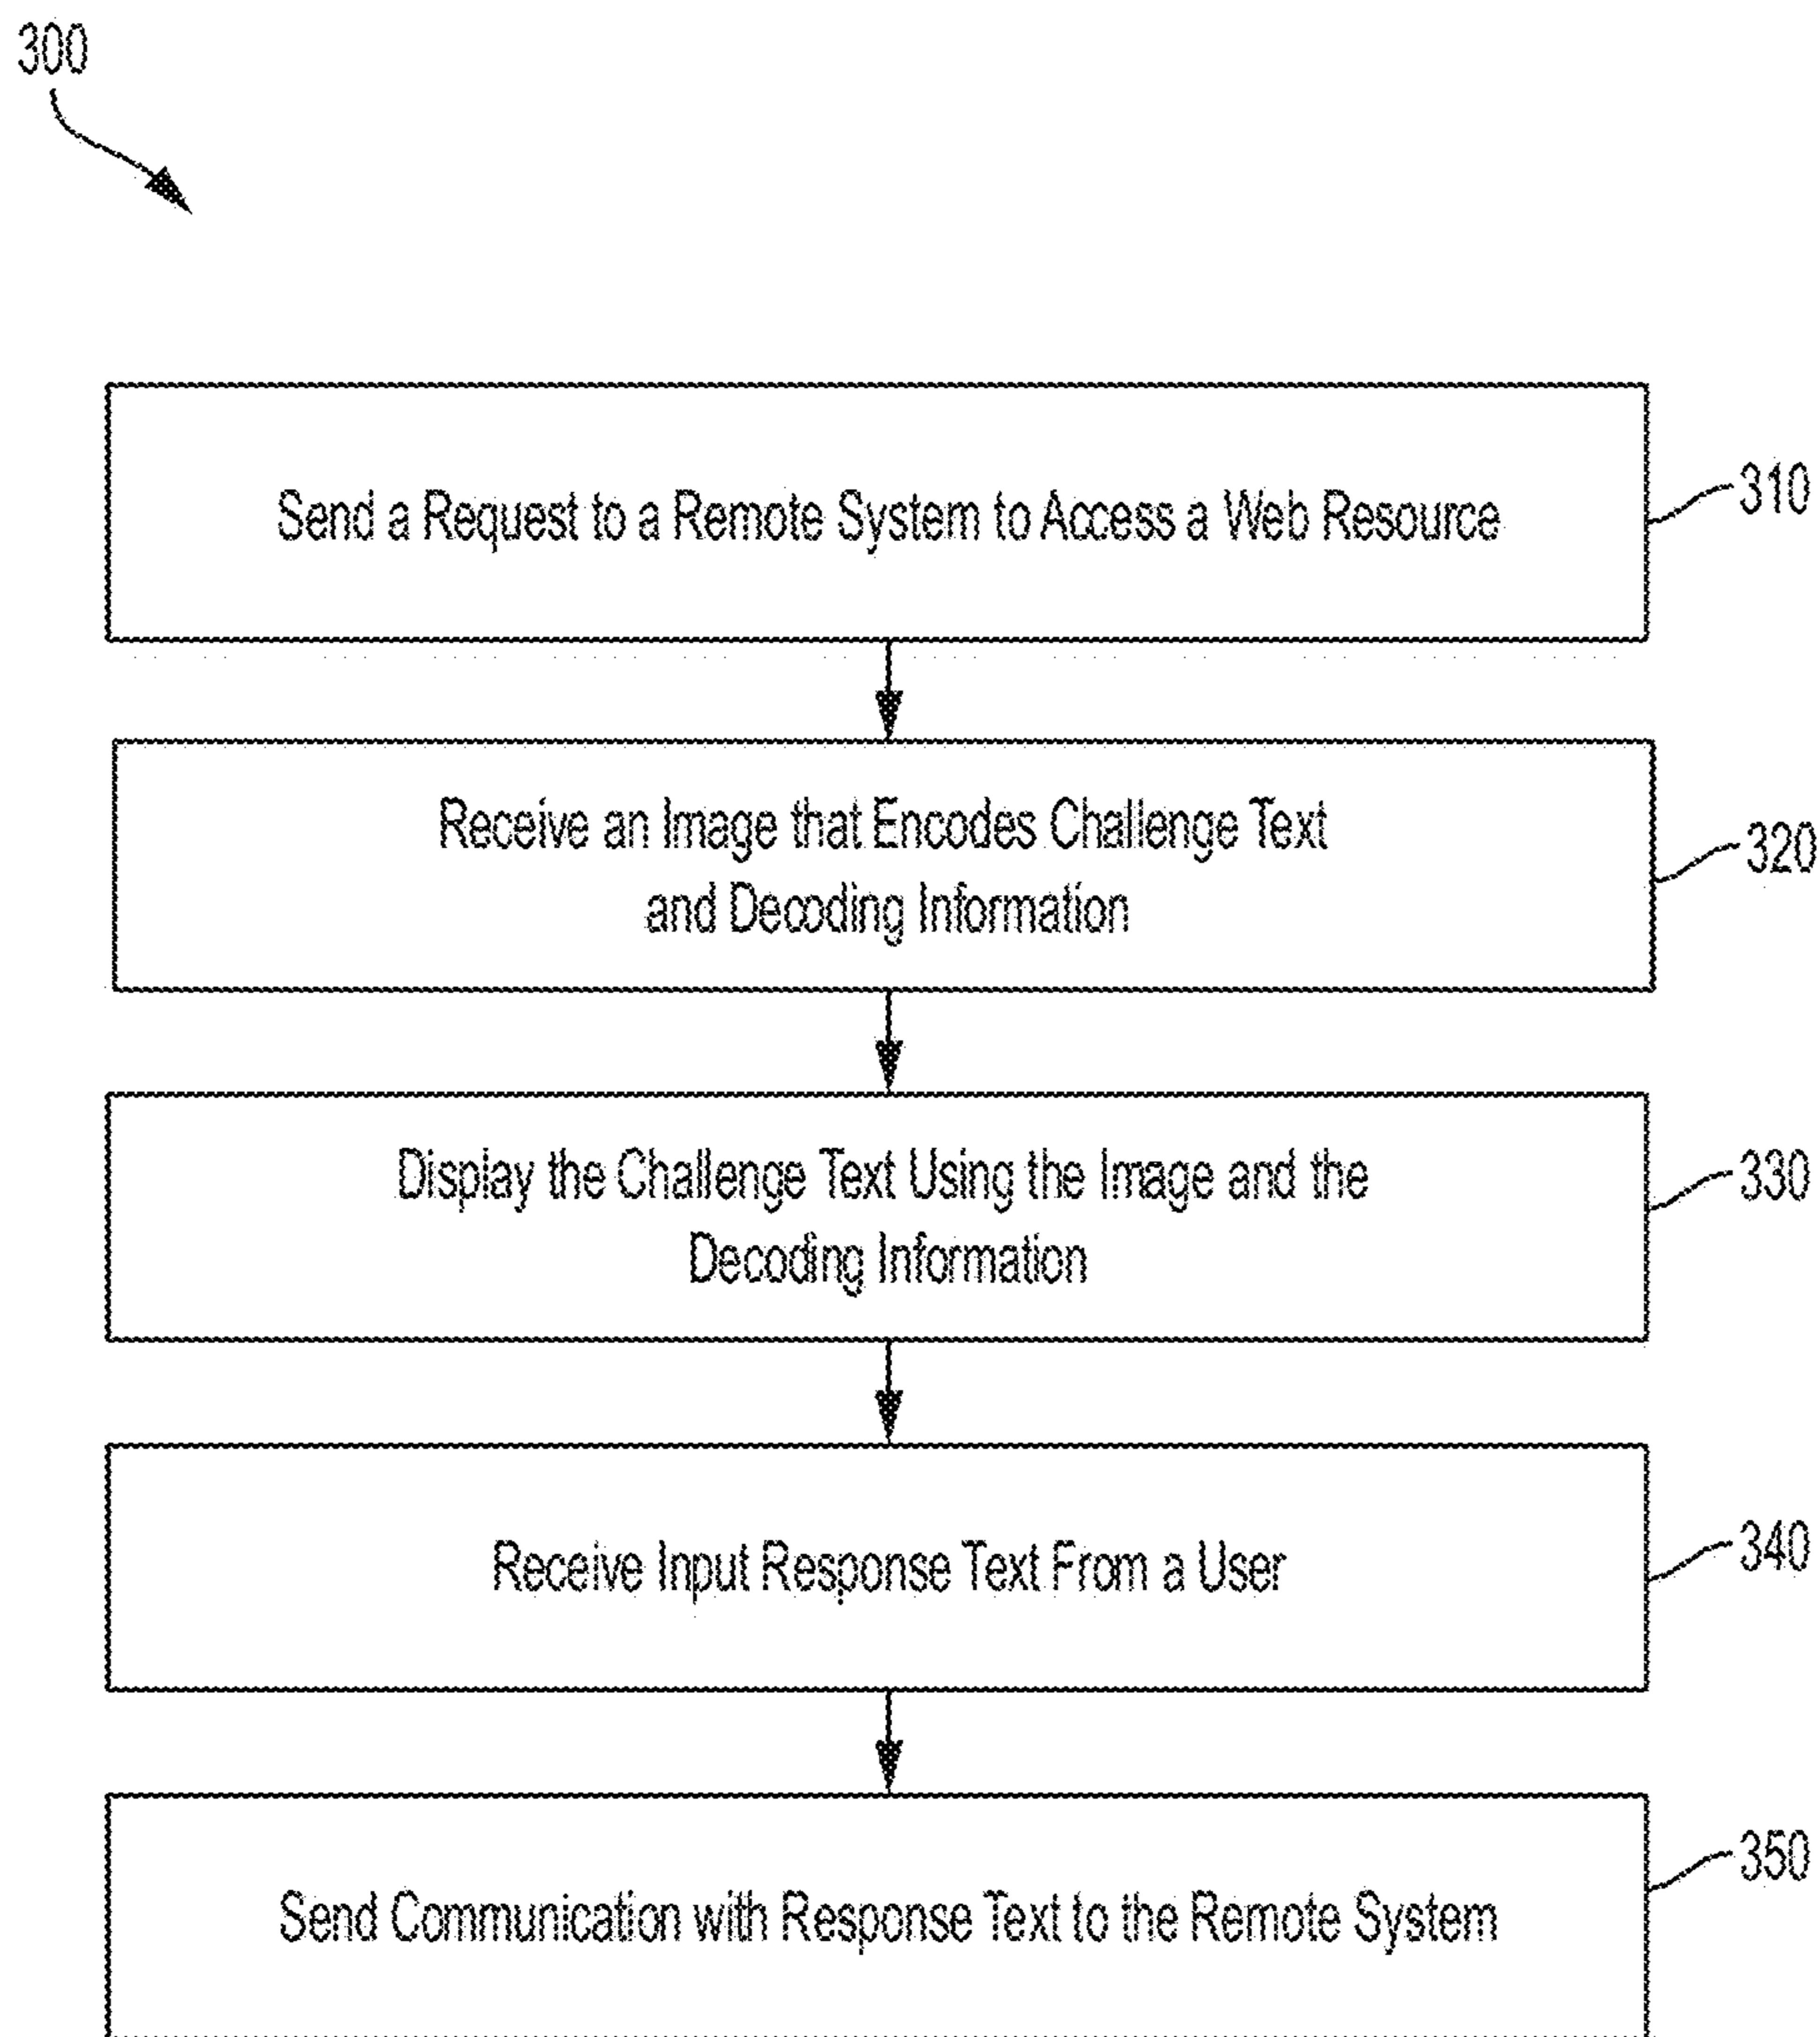 300
Send a Request to a Remote System to Access a Web Resource
310
Receive an Image that Encodes Challenge Text
and Decoding Information
320
Display the Challenge Text Using the Image and the
Decoding Information
330
Receive Input Response Text From a User
340
Send Communication with Response Text to the Remote System
350